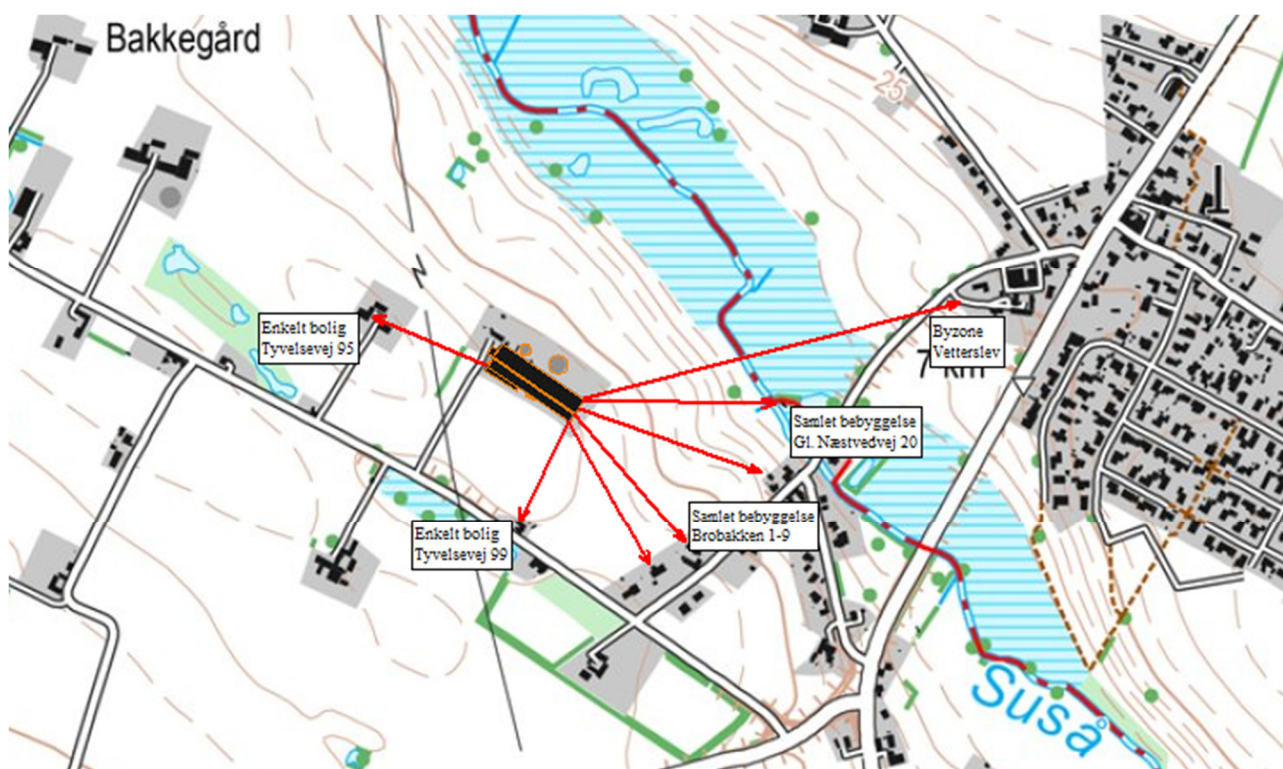 Bakkegård
25
N
Enkelt bolig
Tyvelsevej 95
Byzone
Vetterslev
7 km
Samlet bebyggelse
Gl. Næstvedvej 20
Samlet bebyggelse
Brobakken 1-9
Enkelt bolig
Tyvelsevej 99
Suså